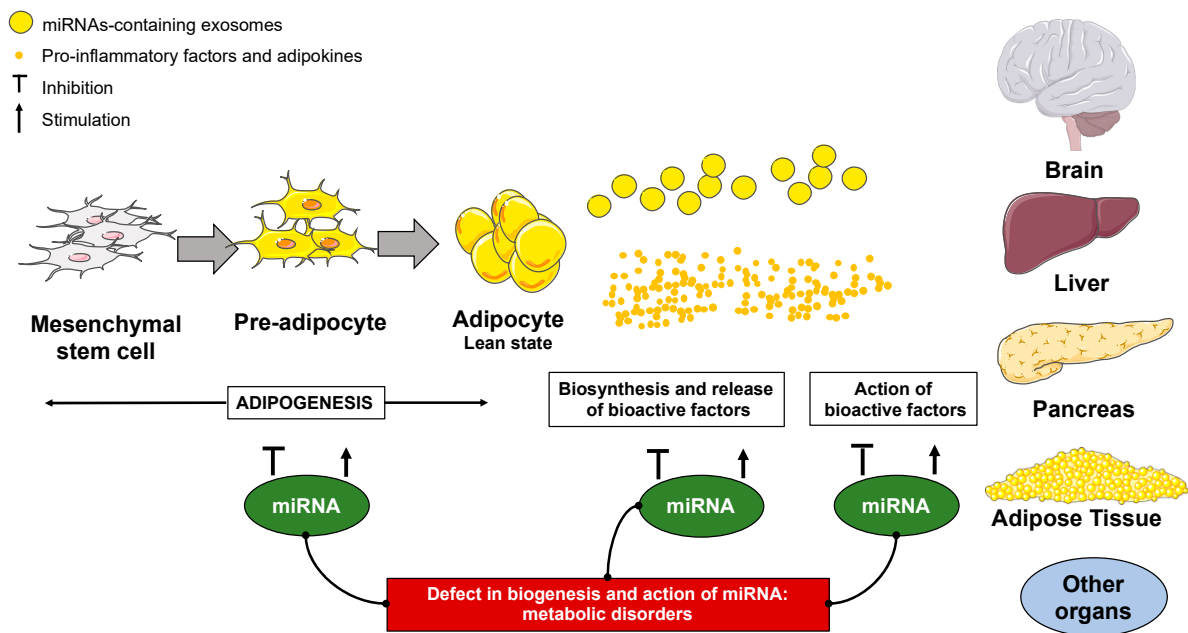 miRNAs-containing exosomes
Pro-inflammatory factors and adipokines
Inhibition
Stimulation
Mesenchymal
stem cell
Pre-adipocyte
Adipocyte
Lean state
Brain
Liver
Pancreas
Adipose Tissue
Other
organs
ADIPOGENESIS
Biosynthesis and release
of bioactive factors
Action of
bioactive factors
miRNA
miRNA
miRNA
Defect in biogenesis and action of miRNA:
metabolic disorders